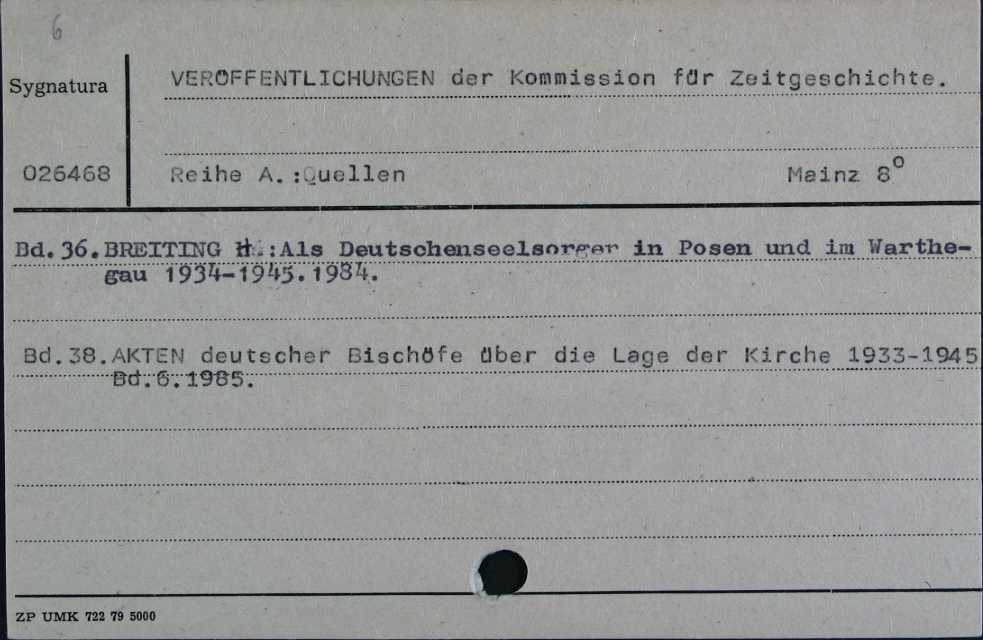 6
Sygnatura
VERÖFFENTLICHUNGEN der Kommission für Zeitgeschichte.
026468 Reihe A.:Quellen Mainz 8°
Bd.36.BREITING H.:Als Deutschenseelsorger in Posen und im Warthe-
gau 1934-1945.1984.
Bd.38.AKTEN deutscher Bischöfe über die Lage der Kirche 1933-1945
Bd.6.1985.
ZP UMK 722 79 5000